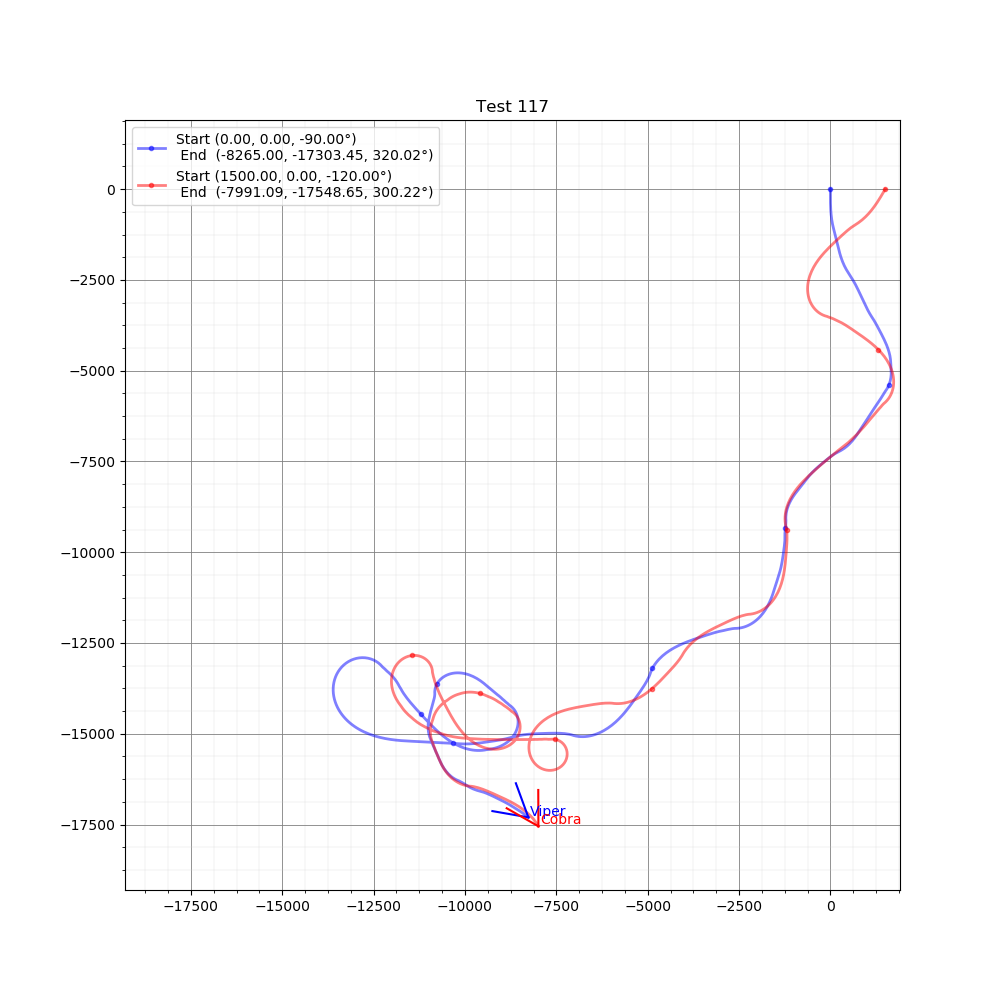 Test 117
Start (0.00, 0.00, -90.00°)
End (-8265.00, -17303.45, 320.02°)
Start (1500.00, 0.00, -120.00°)
End (-7991.09, -17548.65, 300.22°)
0
−2500
−5000
−7500
−10000
−12500
−15000
−17500
Viper
Cobra
−17500 −15000 −12500 −10000 −7500 −5000 −2500 0